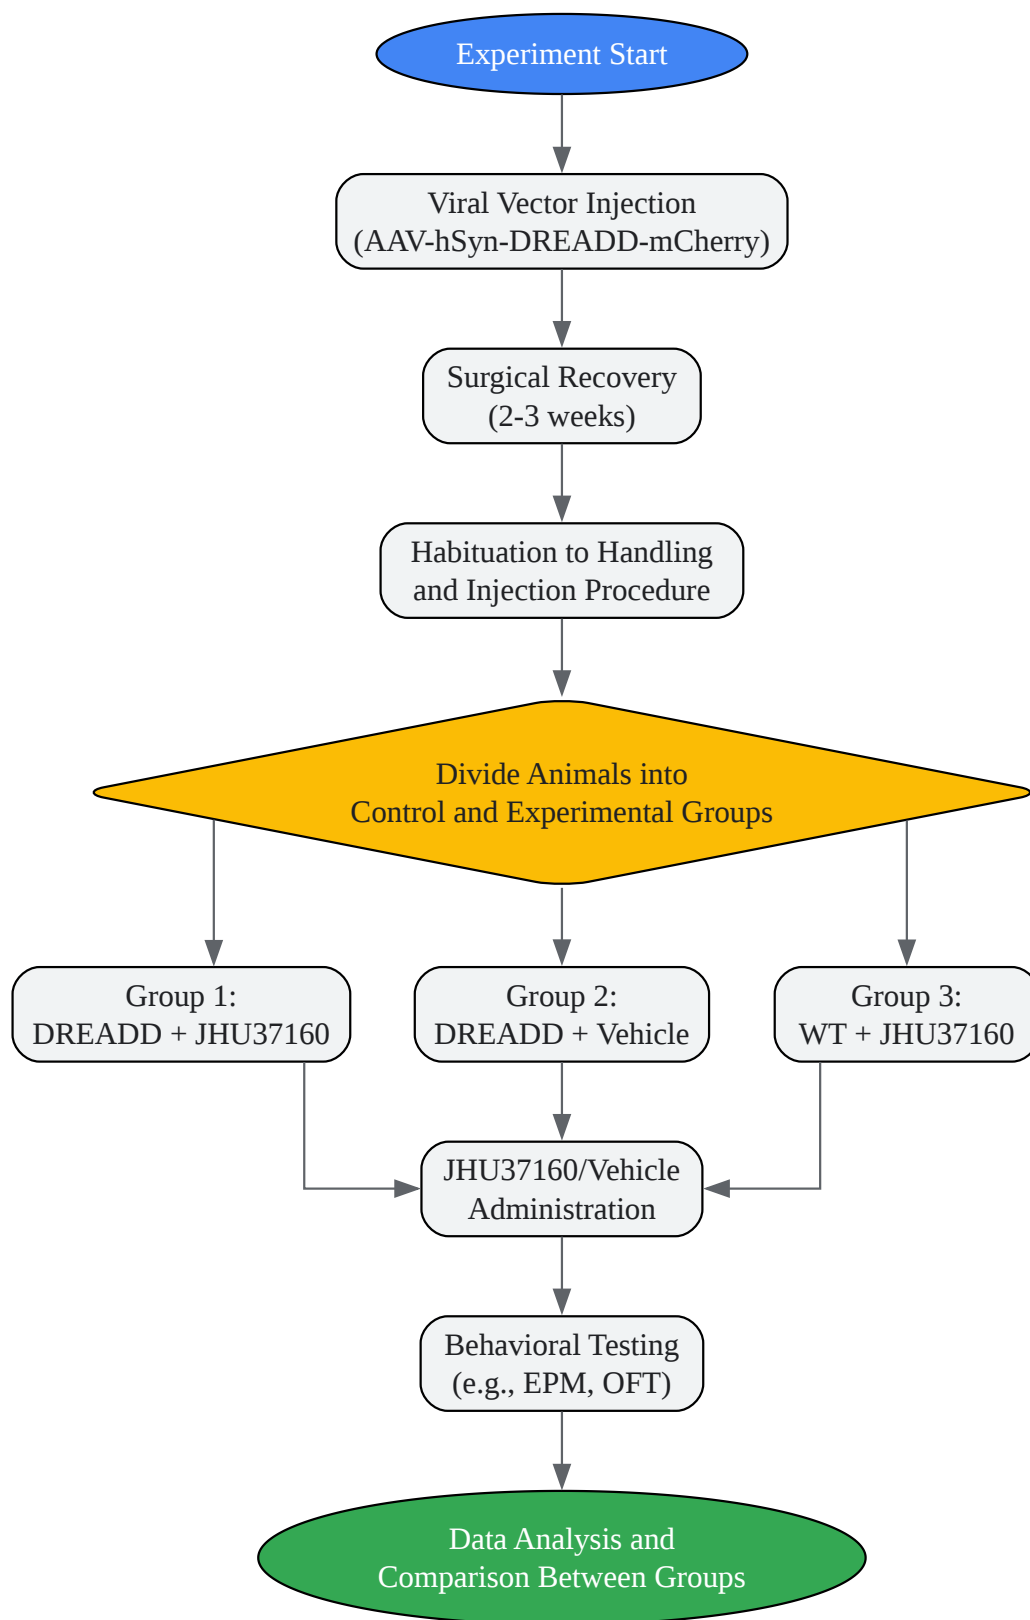 Experiment Start
Viral Vector Injection
(AAV-hSyn-DREADD-mCherry)
Surgical Recovery
(2-3 weeks)
Habituation to Handling
and Injection Procedure
Divide Animals into
Control and Experimental Groups
Group 1:
DREADD + JHU37160
Group 2:
DREADD + Vehicle
Group 3:
WT + JHU37160
JHU37160/Vehicle
Administration
Behavioral Testing
(e.g., EPM, OFT)
Data Analysis and
Comparison Between Groups